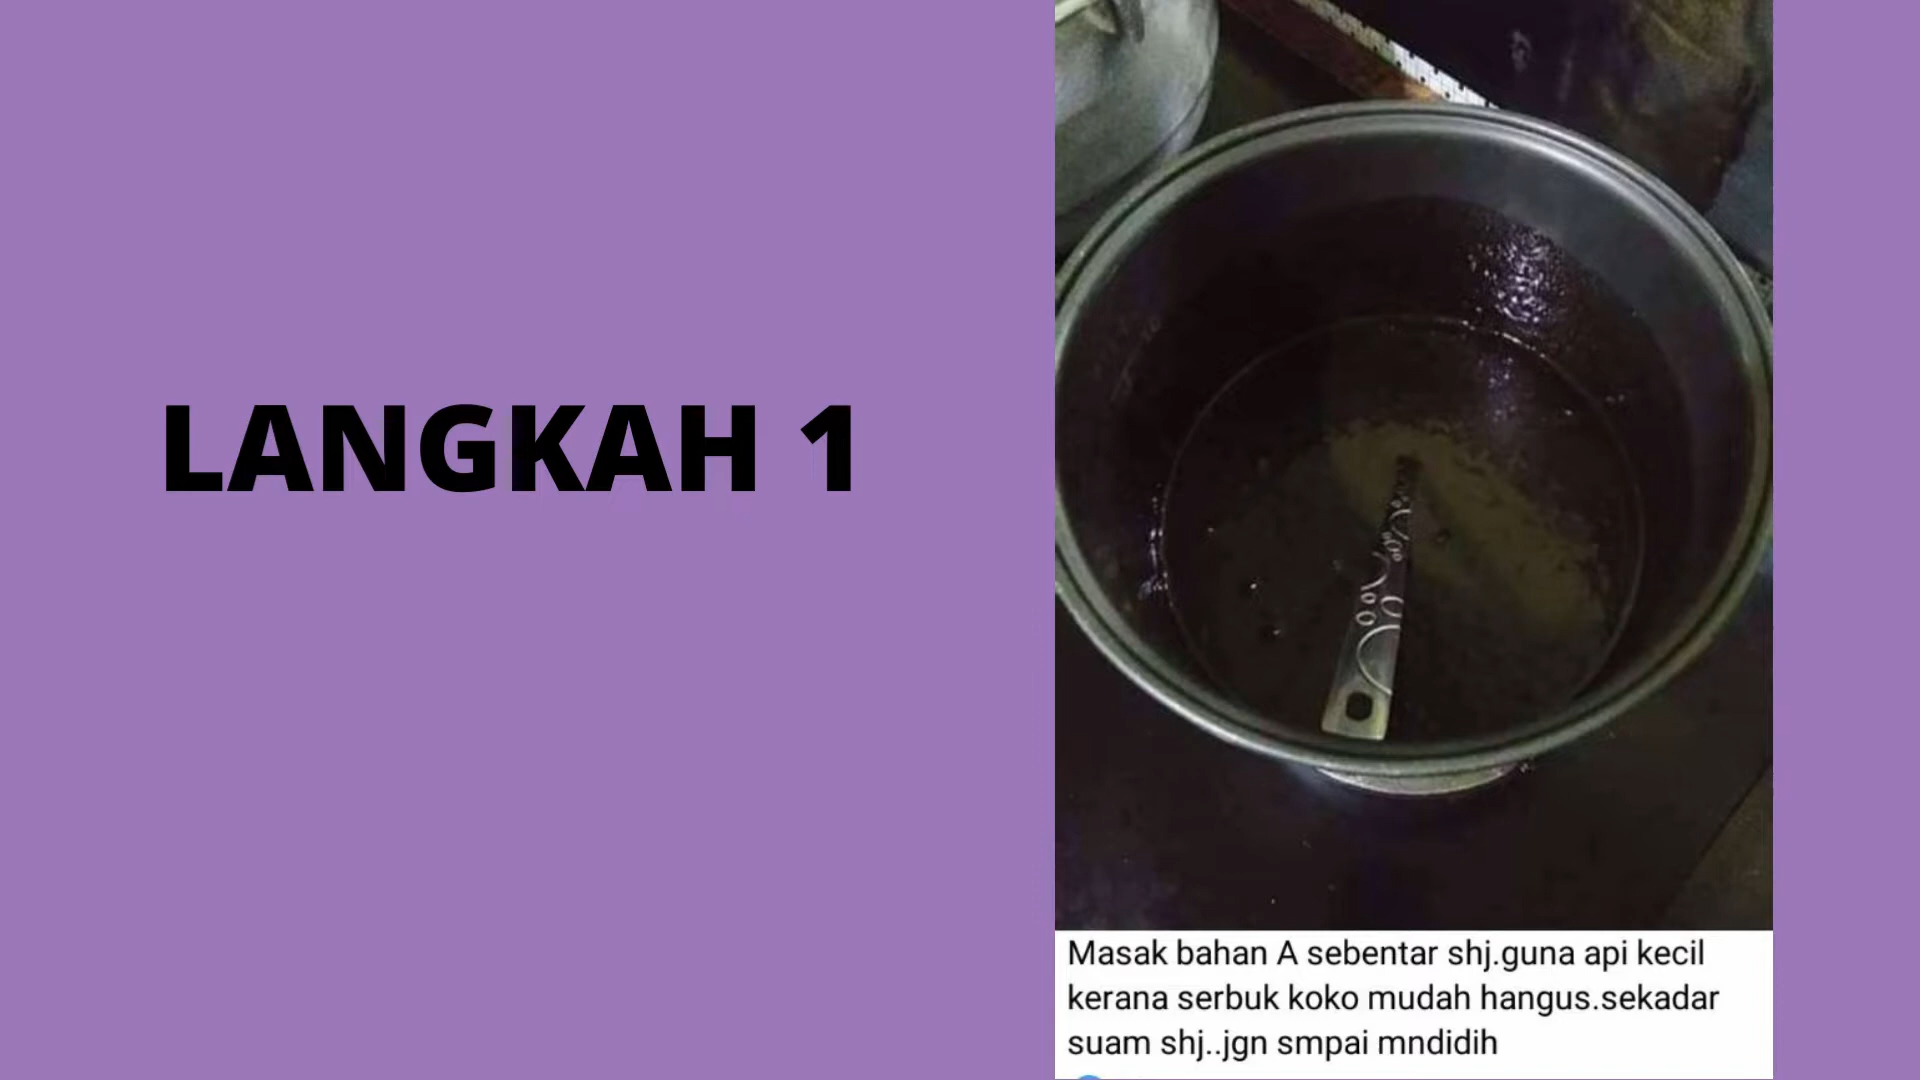 LANGKAH 1
Masak bahan A sebentar shj.guna api kecil
kerana serbuk koko mudah hangus.sekadar
suam shj..jgn smpai mndidih